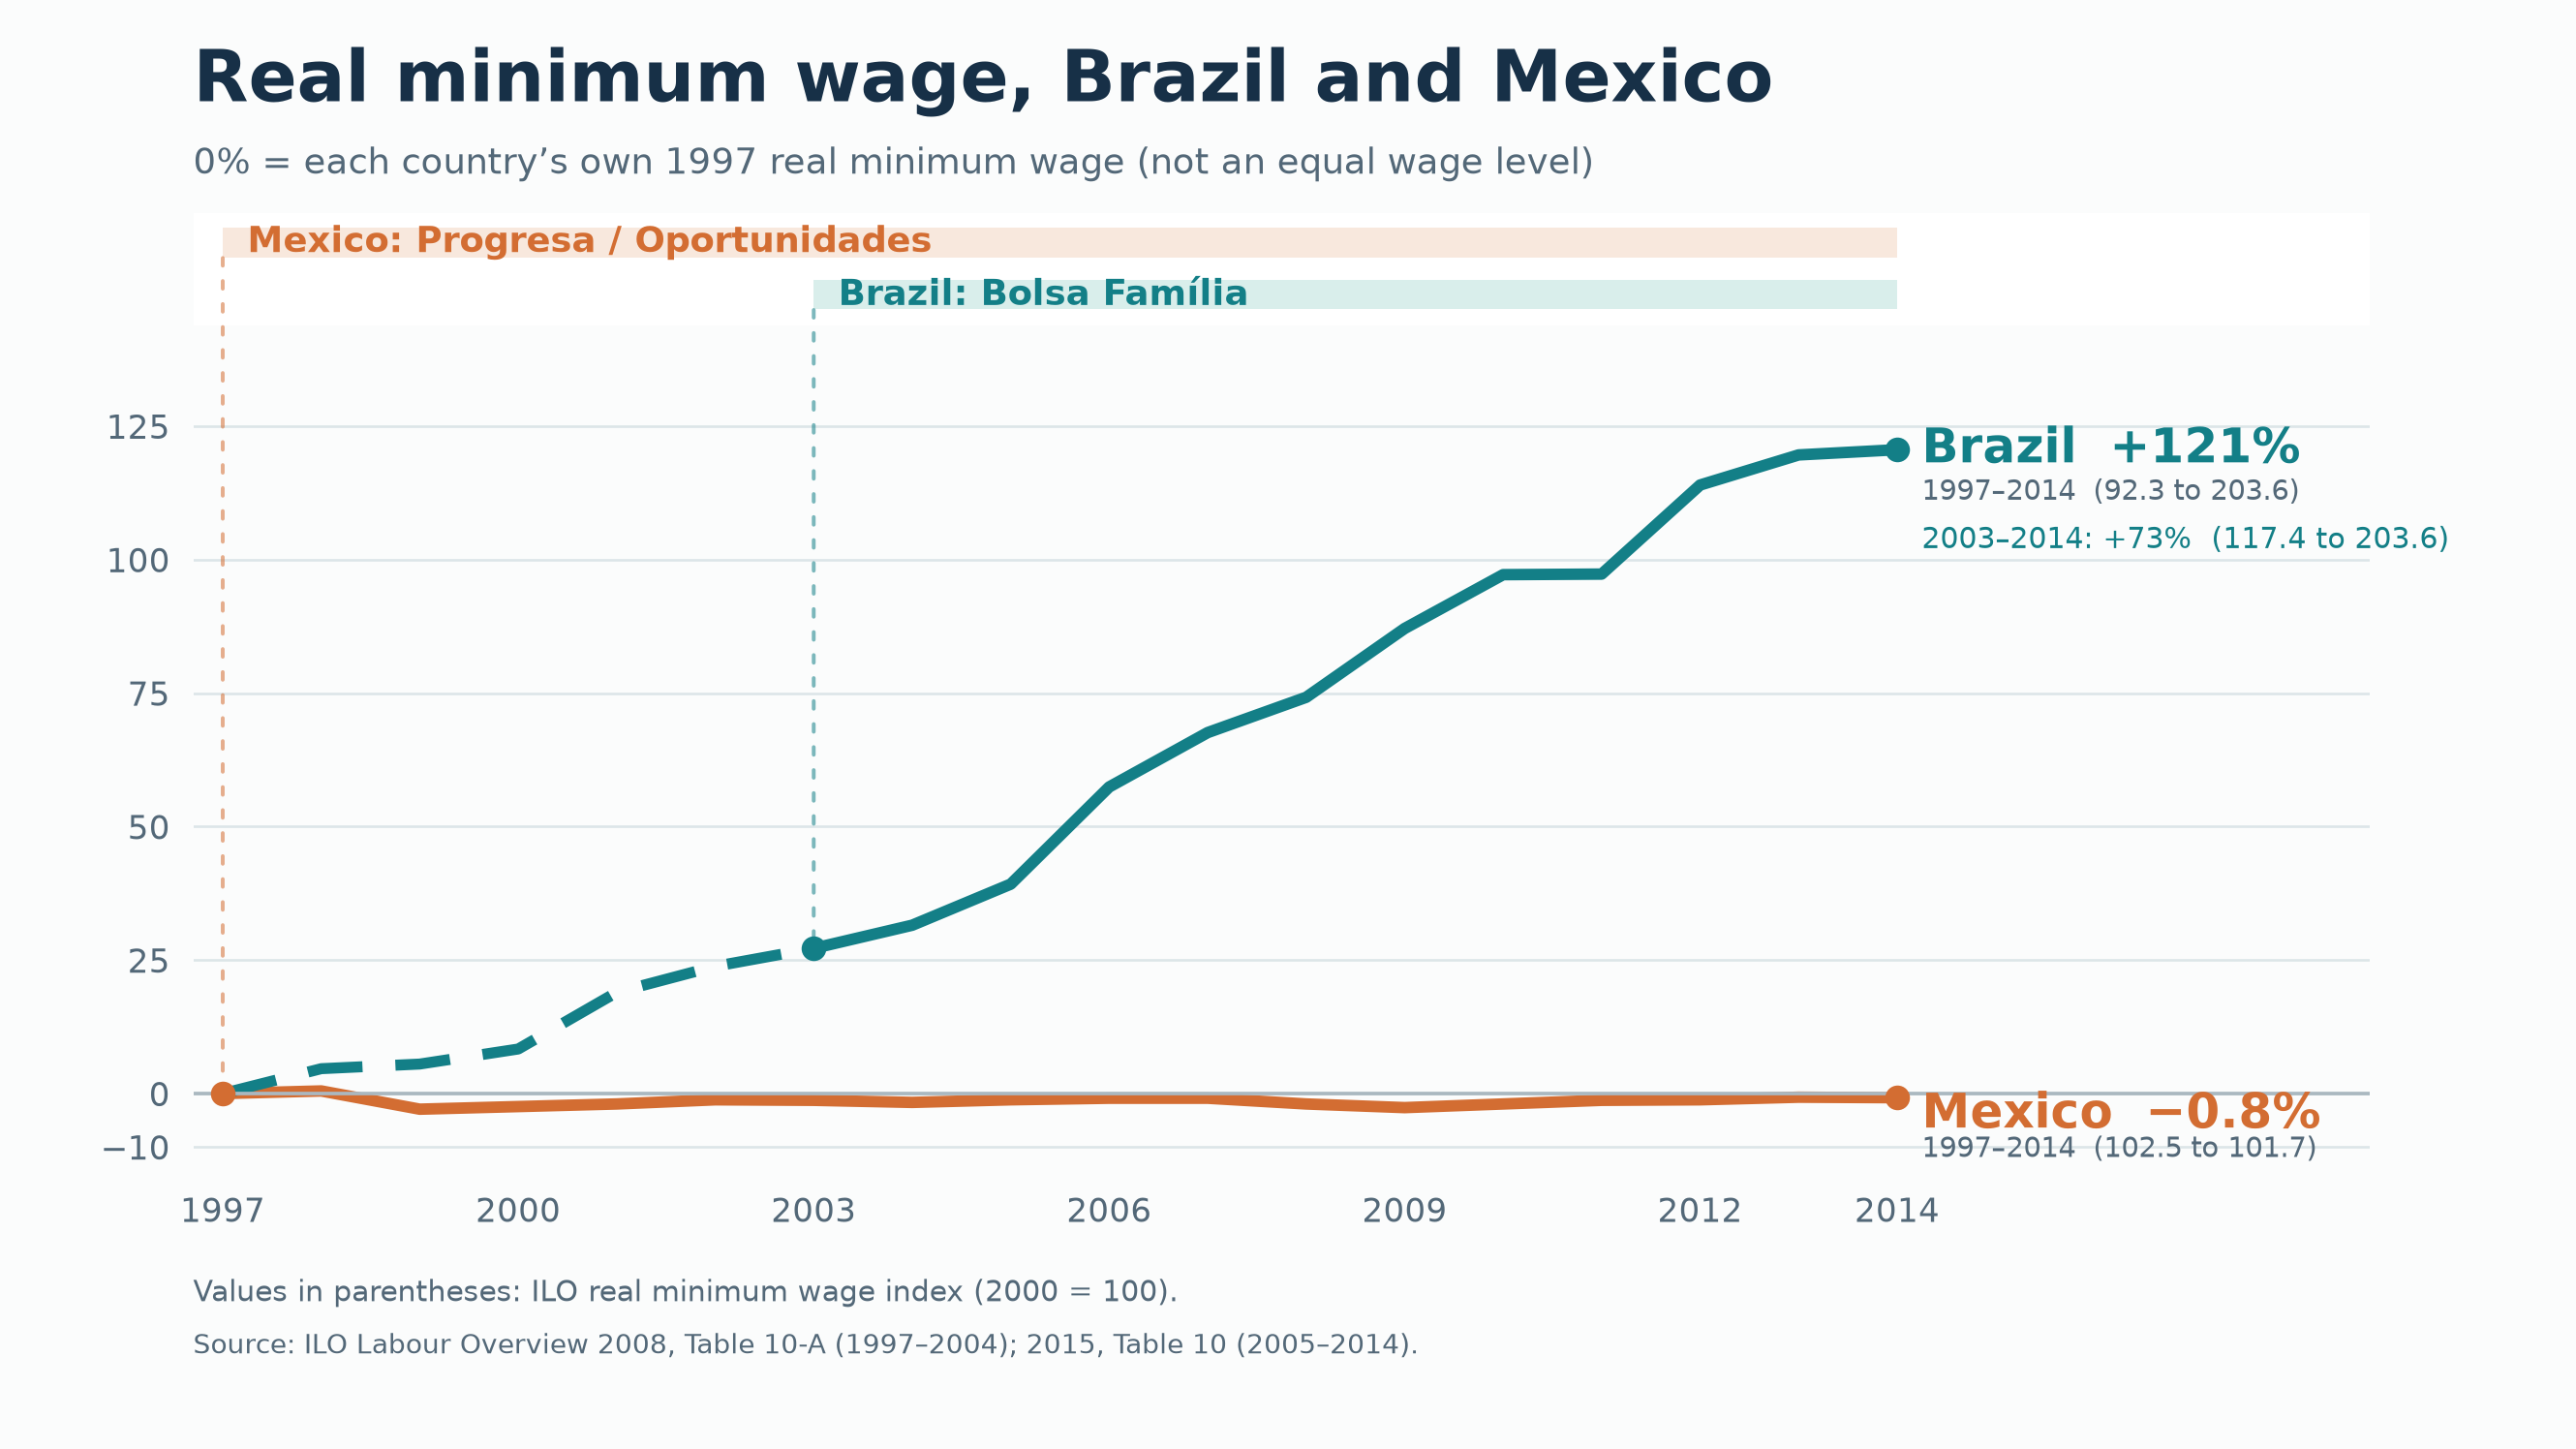 Real minimum wage, Brazil and Mexico
0% = each country’s own 1997 real minimum wage (not an equal wage level)
Mexico: Progresa / Oportunidades
Brazil: Bolsa Família
125
Brazil +121%
1997–2014 (92.3 to 203.6)
2003–2014: +73% (117.4 to 203.6)
100
75
50
25
0
Mexico −0.8%
−10
1997–2014 (102.5 to 101.7)
1997 2000 2003 2006 2009 2012 2014
Values in parentheses: ILO real minimum wage index (2000 = 100).
Source: ILO Labour Overview 2008, Table 10-A (1997–2004); 2015, Table 10 (2005–2014).